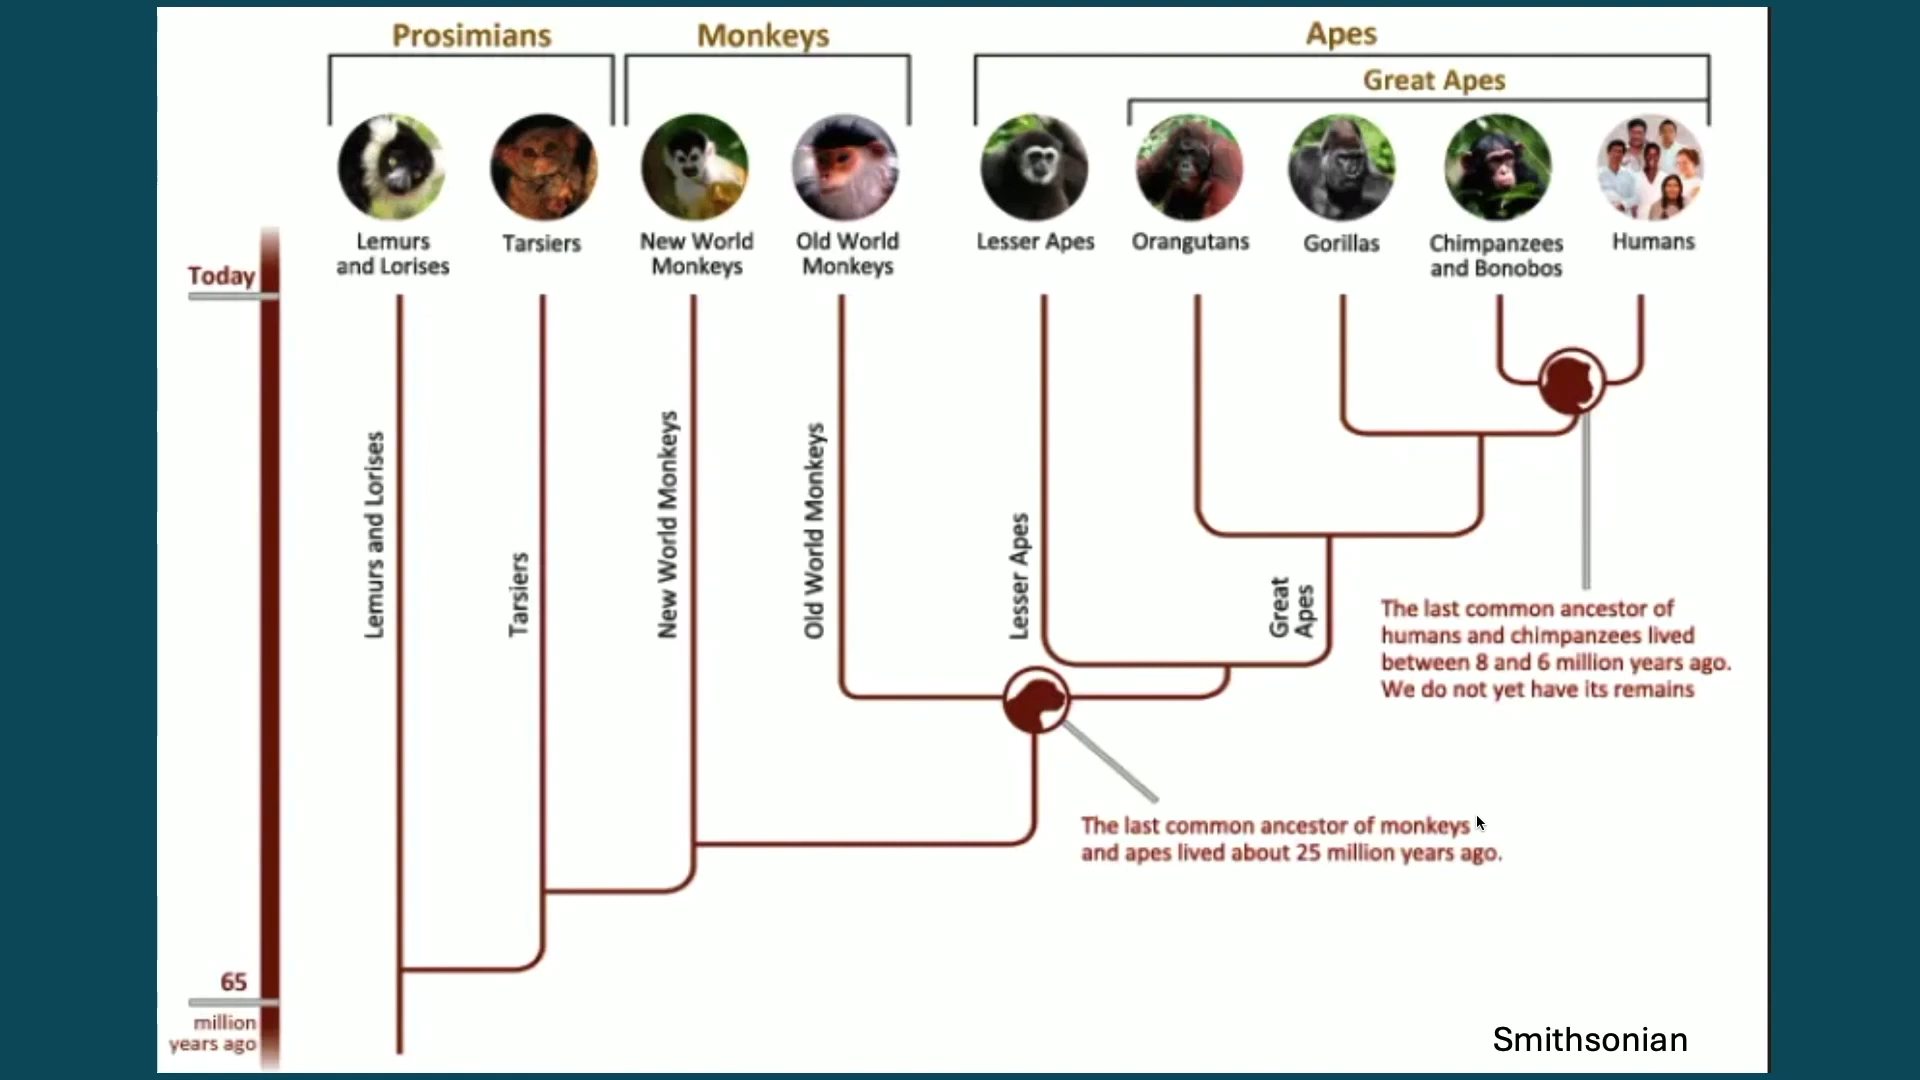 Prosimians
Monkeys
Apes
Great Apes
Lemurs
and Lorises
Tarsiers
New World
Monkeys
Old World
Monkeys
Lesser Apes
Orangutans
Gorillas
Chimpanzees
and Bonobos
Humans
Today
Lemurs and Lorises
Tarsiers
New World Monkeys
Old World Monkeys
Lesser Apes
Great
Apes
The last common ancestor of
humans and chimpanzees lived
between 8 and 6 million years ago.
We do not yet have its remains
The last common ancestor of monkeys
and apes lived about 25 million years ago.
65
million
years ago
Smithsonian